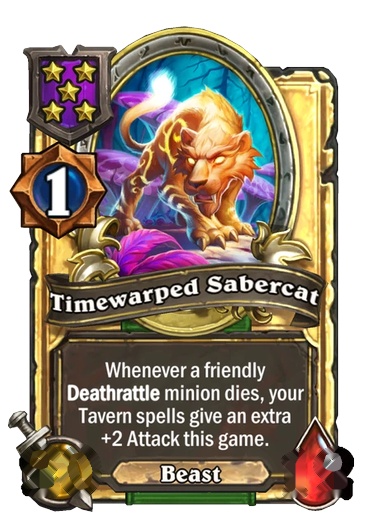 1
Timewarped Sabercat
Whenever a friendly
Deathrattle minion dies, your
Tavern spells give an extra
+2 Attack this game.
Beast